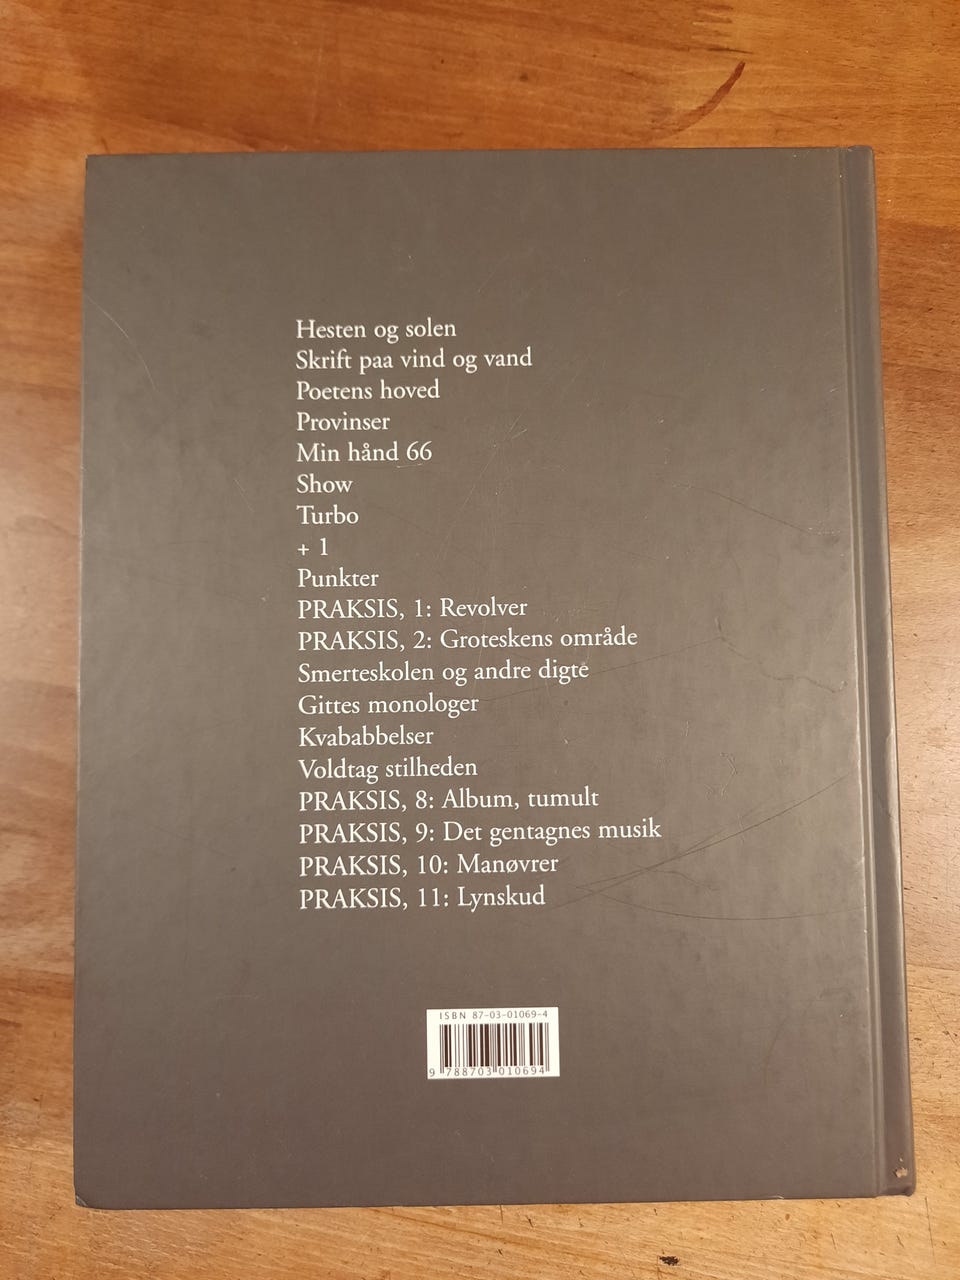 Hesten og solen
Skrift paa vind og vand
Poetens hoved
Provinser
Min hånd 66
Show
Turbo
+ 1
Punkter
PRAKSIS, 1: Revolver
PRAKSIS, 2: Groteskens område
Smerteskolen og andre digte
Gittes monologer
Kvababbelser
Voldtag stilheden
PRAKSIS, 8: Album, tumult
PRAKSIS, 9: Det gentagnes musik
PRAKSIS, 10: Manøvrer
PRAKSIS, 11: Lynskud
ISBN 87-03-01069-4
9 788703 010694